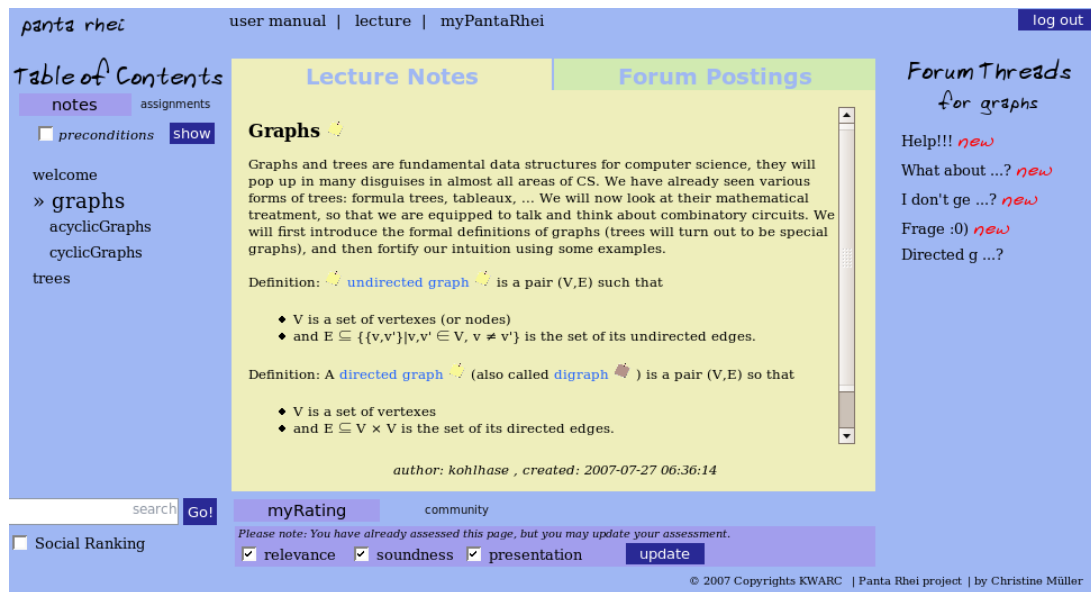 panta rhei
user manual | lecture | myPantaRhei
log out
Table of Contents
notes assignments
preconditions show
welcome
» graphs
acyclicGraphs
cyclicGraphs
trees
Lecture Notes Forum Postings
Graphs
Graphs and trees are fundamental data structures for computer science, they will
pop up in many disguises in almost all areas of CS. We have already seen various
forms of trees: formula trees, tableaux, ... We will now look at their mathematical
treatment, so that we are equipped to talk and think about combinatory circuits. We
will first introduce the formal definitions of graphs (trees will turn out to be special
graphs), and then fortify our intuition using some examples.
Definition: undirected graph is a pair (V,E) such that
◆ V is a set of vertexes (or nodes)
◆ and E ⊆ {{v,v'}|v,v' ∈ V, v ≠ v'} is the set of its undirected edges.
Definition: A directed graph (also called digraph ) is a pair (V,E) so that
◆ V is a set of vertexes
◆ and E ⊆ V × V is the set of its directed edges.
author: kohlhase , created: 2007-07-27 06:36:14
Forum Threads
for graphs
Help!!! new
What about ...? new
I don't ge ...? new
Frage :0) new
Directed g ...?
search Go!
Social Ranking
myRating community
Please note: You have already assessed this page, but you may update your assessment.
relevance soundness presentation update
© 2007 Copyrights KWARC | Panta Rhei project | by Christine Müller